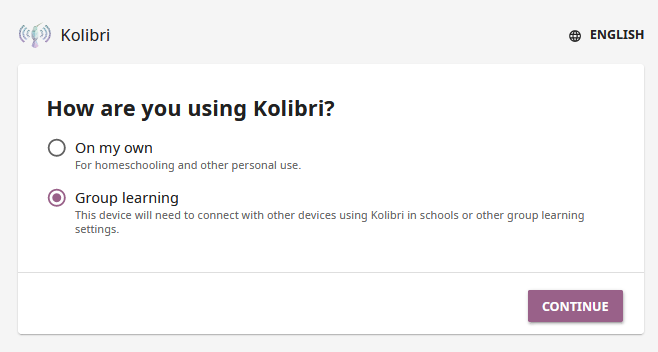 Kolibri
ENGLISH
How are you using Kolibri?
On my own
For homeschooling and other personal use.
Group learning
This device will need to connect with other devices using Kolibri in schools or other group learning
settings.
CONTINUE